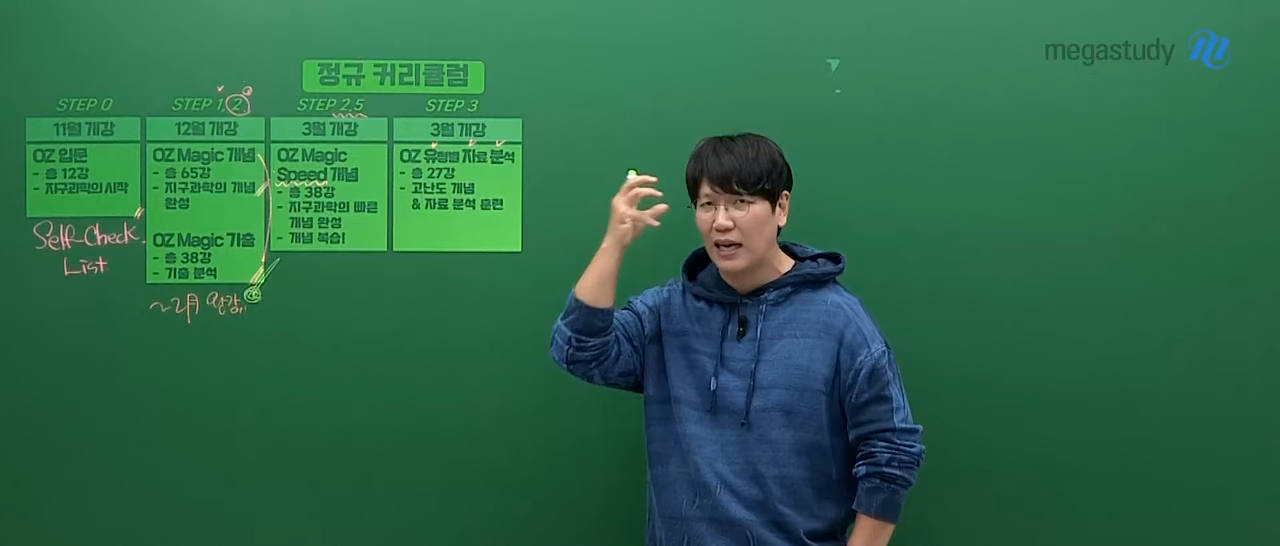 megastudy
정규 커리큘럼
STEP 0
11월 개강
OZ 입문
- 총 12강
- 지구과학의 시작
Self-Check
List
STEP 1, 2
12월 개강
OZ Magic 개념
- 총 65강
- 지구과학의 개념
완성
OZ Magic 기출
- 총 38강
- 기출 분석
~2月 완강
STEP 2.5
3월 개강
OZ Magic
Speed 개념
- 총 38강
- 지구과학의 빠른
개념 완성
- 개념 복습!
STEP 3
3월 개강
OZ 유형별 자료 분석
- 총 27강
- 고난도 개념
& 자료 분석 훈련